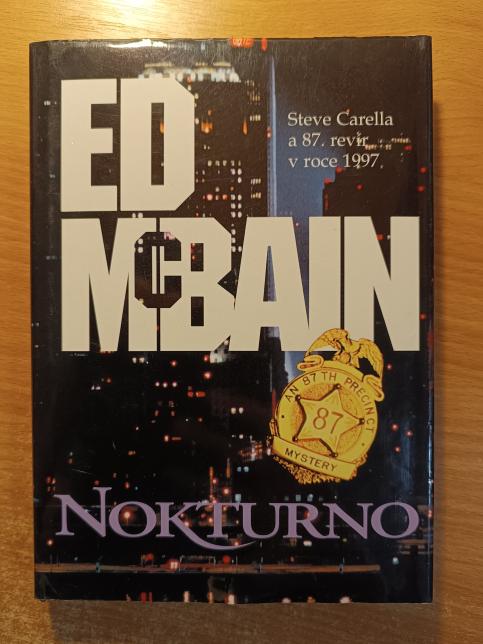 ED
McBAIN
Steve Carella
a 87. revír
v roce 1997
AN 87TH PRECINCT
87
MYSTERY
NOKTURNO